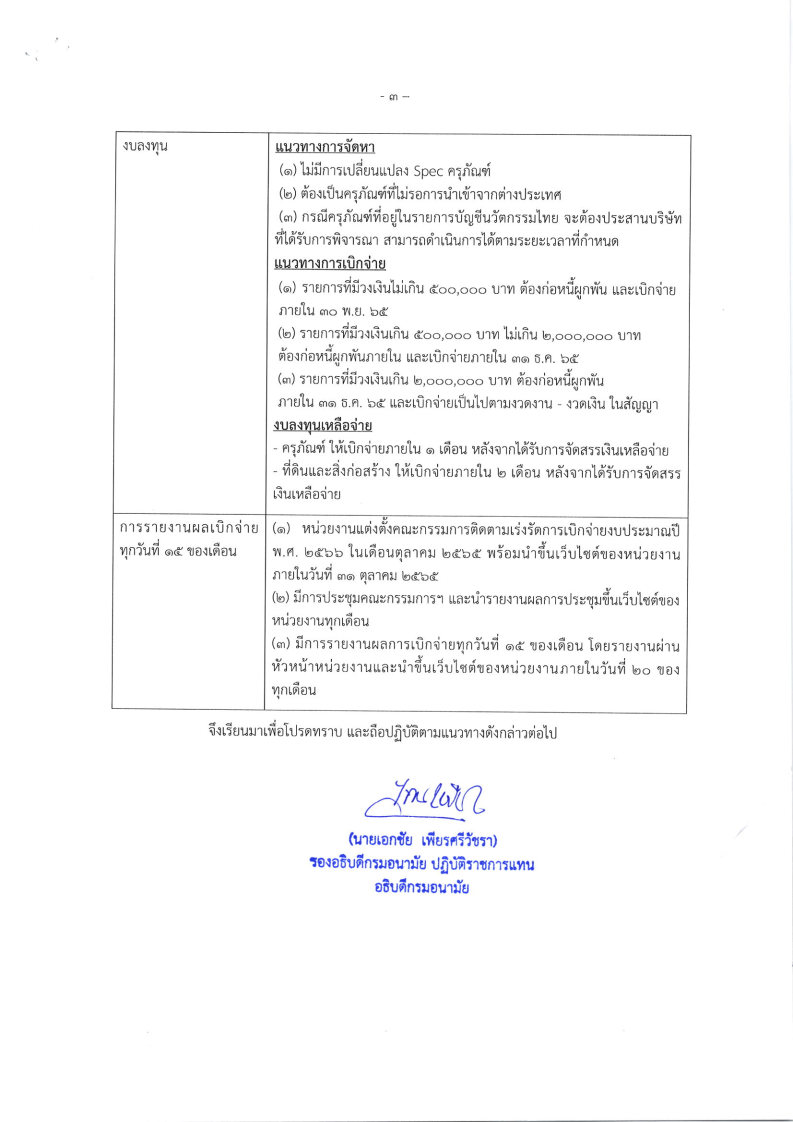 - ๓ –
งบลงทุน
แนวทางการจัดหา
(๑) ไม่มีการเปลี่ยนแปลง Spec ครุภัณฑ์
(๒) ต้องเป็นครุภัณฑ์ที่ไม่รอการนำเข้าจากต่างประเทศ
(๓) กรณีครุภัณฑ์ที่อยู่ในรายการบัญชีนวัตกรรมไทย จะต้องประสานบริษัท
ที่ได้รับการพิจารณา สามารถดำเนินการได้ตามระยะเวลาที่กำหนด
แนวทางการเบิกจ่าย
(๑) รายการที่มีวงเงินไม่เกิน ๕๐๐,๐๐๐ บาท ต้องก่อหนี้ผูกพัน และเบิกจ่าย
ภายใน ๓๐ พ.ย. ๖๕
(๒) รายการที่มีวงเงินเกิน ๕๐๐,๐๐๐ บาท ไม่เกิน ๒,๐๐๐,๐๐๐ บาท
ต้องก่อหนี้ผูกพันภายใน และเบิกจ่ายภายใน ๓๑ ธ.ค. ๖๕
(๓) รายการที่มีวงเงินเกิน ๒,๐๐๐,๐๐๐ บาท ต้องก่อหนี้ผูกพัน
ภายใน ๓๑ ธ.ค. ๖๕ และเบิกจ่ายเป็นไปตามงวดงาน - งวดเงิน ในสัญญา
งบลงทุนเหลือจ่าย
- ครุภัณฑ์ ให้เบิกจ่ายภายใน ๑ เดือน หลังจากได้รับการจัดสรรเงินเหลือจ่าย
- ที่ดินและสิ่งก่อสร้าง ให้เบิกจ่ายภายใน ๒ เดือน หลังจากได้รับการจัดสรร
เงินเหลือจ่าย
การรายงานผลเบิกจ่าย
ทุกวันที่ ๑๕ ของเดือน
(๑) หน่วยงานแต่งตั้งคณะกรรมการติดตามเร่งรัดการเบิกจ่ายงบประมาณปี
พ.ศ. ๒๕๖๖ ในเดือนตุลาคม ๒๕๖๕ พร้อมนำขึ้นเว็บไซต์ของหน่วยงาน
ภายในวันที่ ๓๑ ตุลาคม ๒๕๖๕
(๒) มีการประชุมคณะกรรมการฯ และนำรายงานผลการประชุมขึ้นเว็บไซต์ของ
หน่วยงานทุกเดือน
(๓) มีการรายงานผลการเบิกจ่ายทุกวันที่ ๑๕ ของเดือน โดยรายงานผ่าน
หัวหน้าหน่วยงานและนำขึ้นเว็บไซต์ของหน่วยงานภายในวันที่ ๒๐ ของ
ทุกเดือน
จึงเรียนมาเพื่อโปรดทราบ และถือปฏิบัติตามแนวทางดังกล่าวต่อไป
(นายเอกชัย เพียรศรีวัชรา)
รองอธิบดีกรมอนามัย ปฏิบัติราชการแทน
อธิบดีกรมอนามัย